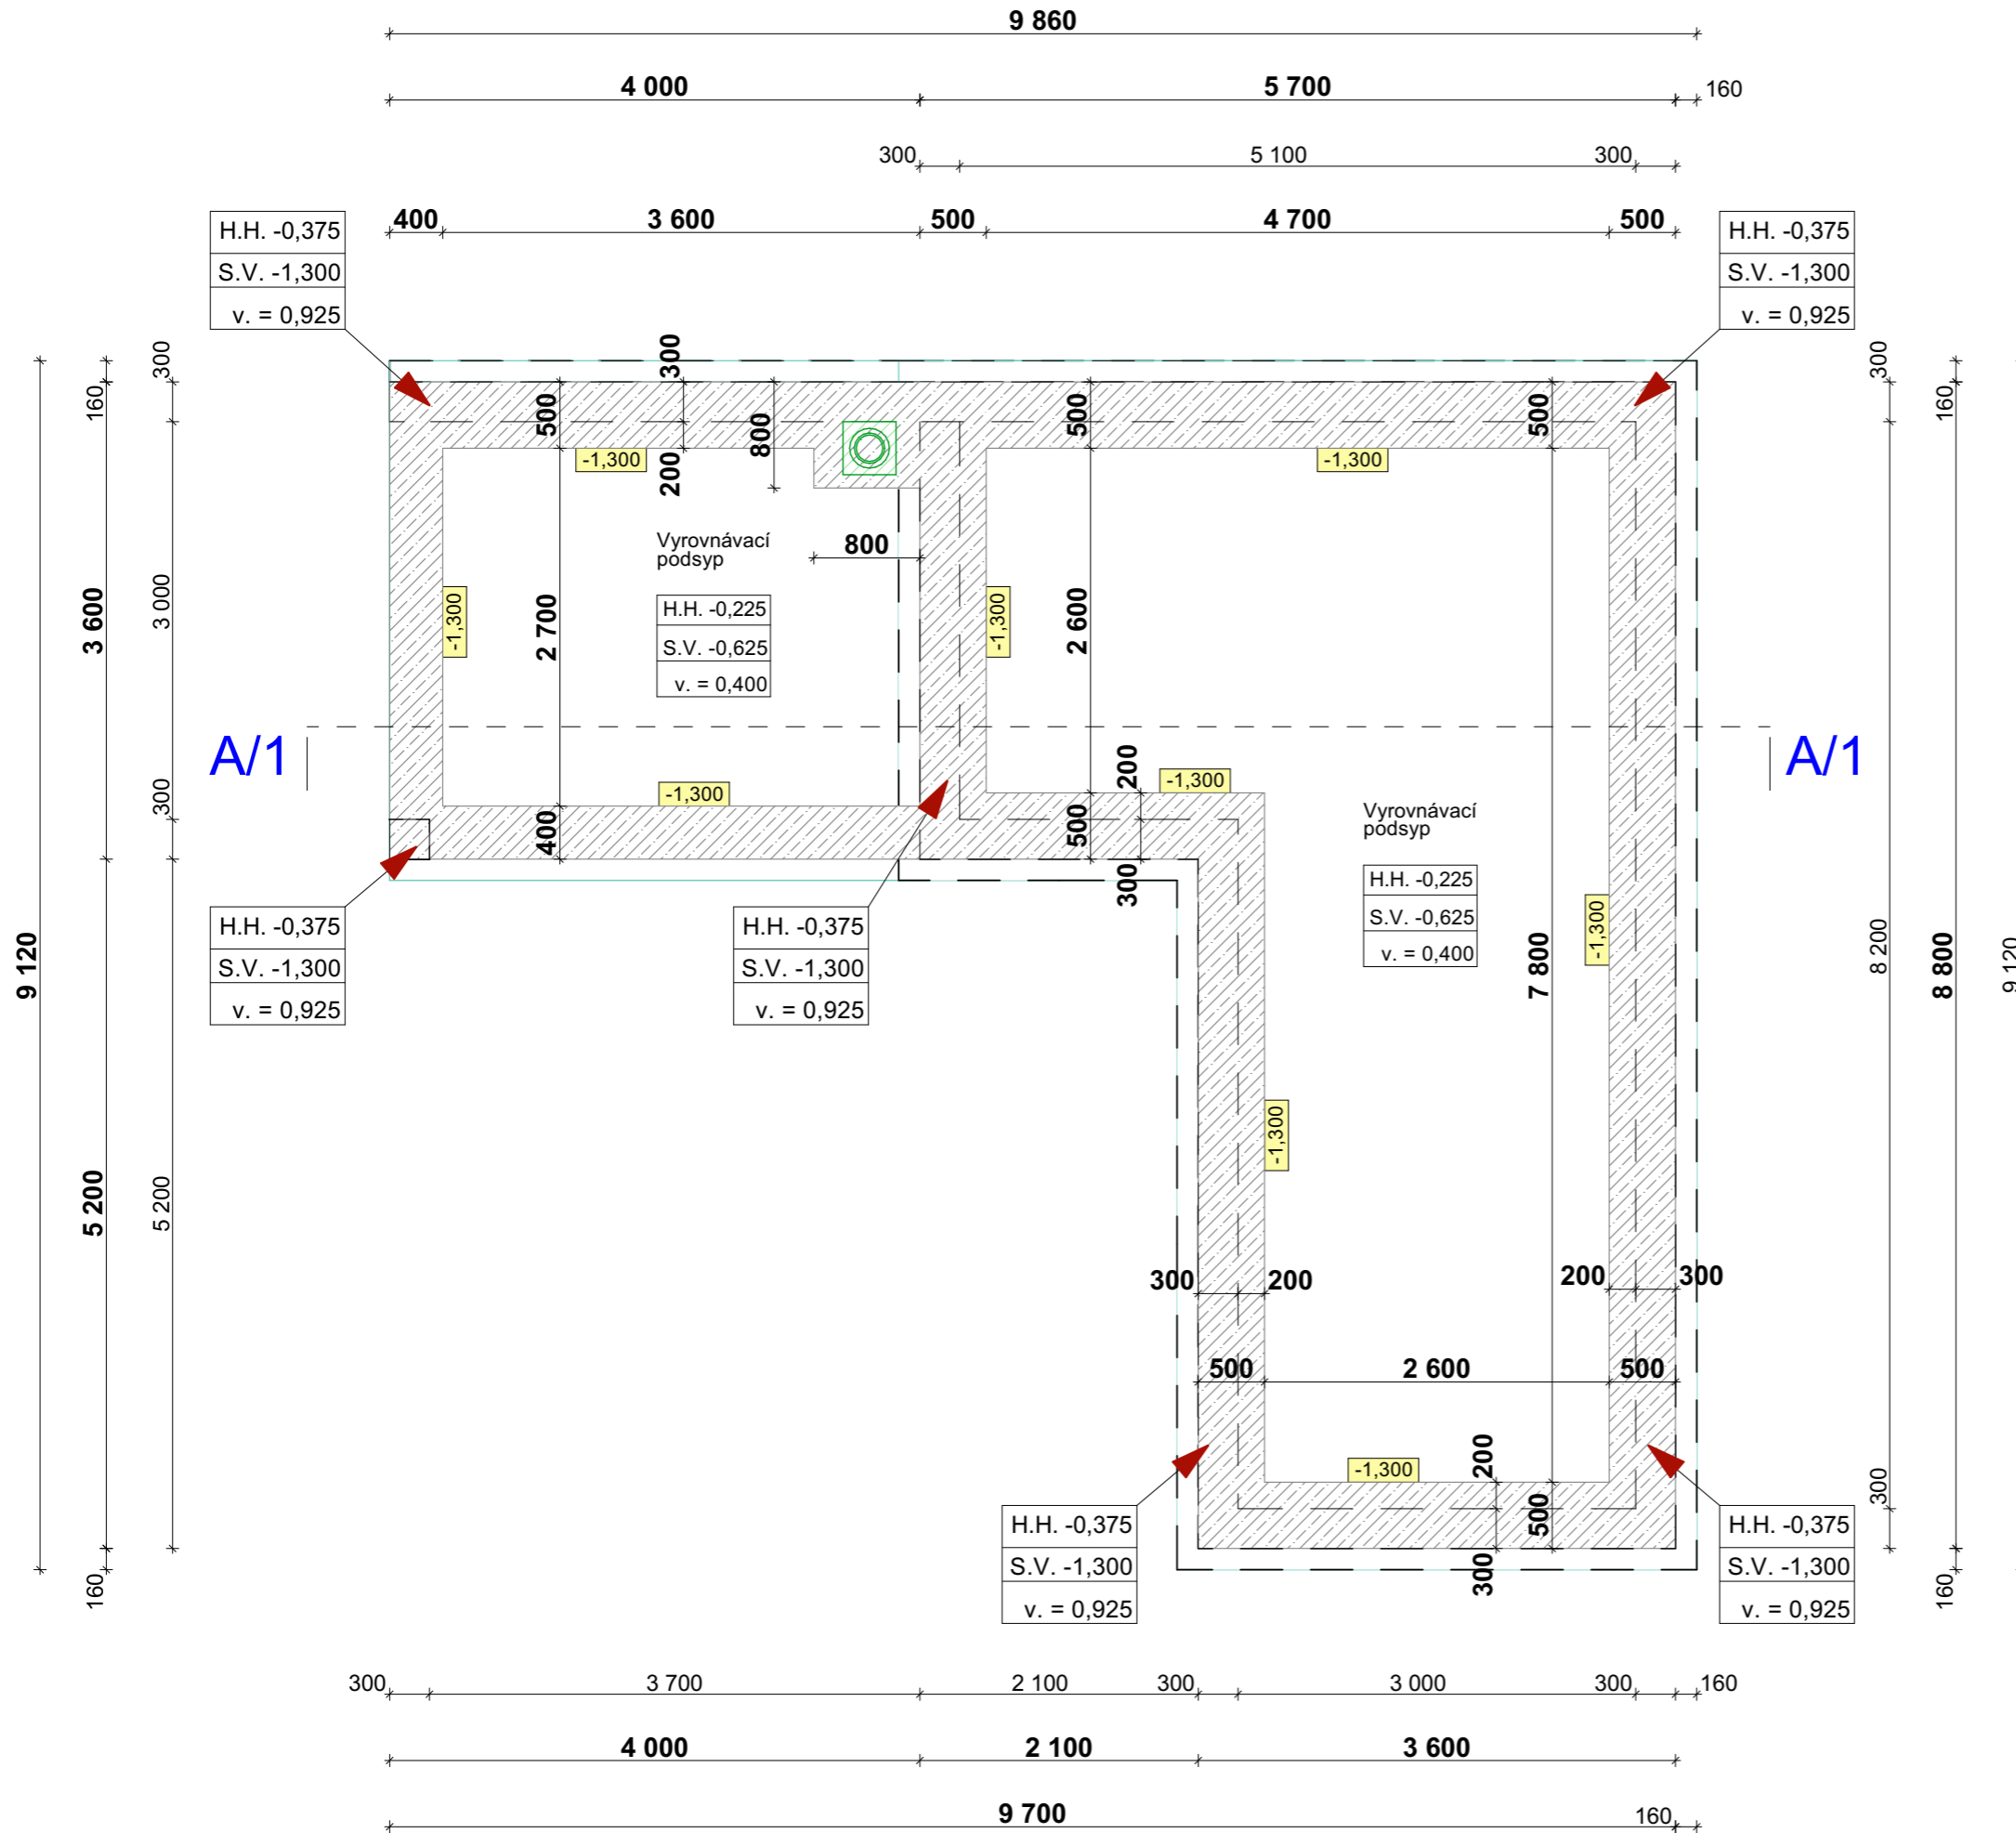 9 860
4 000
5 700
160
300
5 100
300
400
3 600
500
4 700
500
H.H. -0,375
S.V. -1,300
v. = 0,925
H.H. -0,375
S.V. -1,300
v. = 0,925
300
160
3 600
3 000
300
9 120
5 200
5 200
160
300
500
200
800
500
500
300
160
-1,300
-1,300
Vyrovnávací
podsyp
800
H.H. -0,225
S.V. -0,625
v. = 0,400
-1,300
2 700
-1,300
2 600
A/1
A/1
-1,300
400
200
-1,300
500
300
Vyrovnávací
podsyp
H.H. -0,225
S.V. -0,625
v. = 0,400
7 800
-1,300
8 200
8 800
9 120
H.H. -0,375
S.V. -1,300
v. = 0,925
H.H. -0,375
S.V. -1,300
v. = 0,925
-1,300
300
200
200
300
500
2 600
500
-1,300
200
500
300
300
160
H.H. -0,375
S.V. -1,300
v. = 0,925
H.H. -0,375
S.V. -1,300
v. = 0,925
300
3 700
2 100
300
3 000
300
160
4 000
2 100
3 600
9 700
160